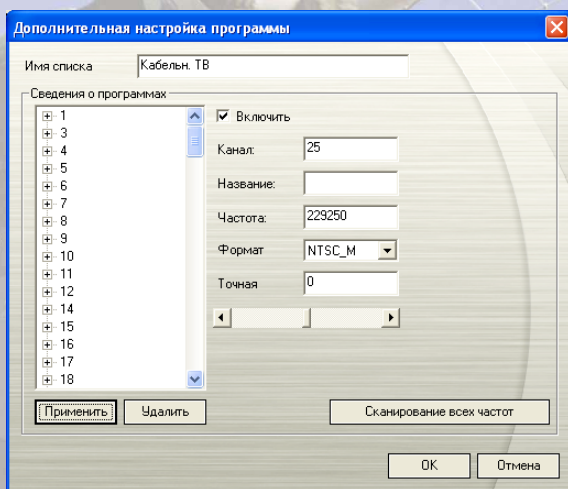 Дополнительная настройка программы
Имя списка Кабельн. ТВ
Сведения о программах
1
3
4
5
6
7
8
9
10
11
12
14
15
16
17
18
Включить
Канал: 25
Название:
Частота: 229250
Формат NTSC_M
Точная 0
Применить Удалить Сканирование всех частот
OK Отмена